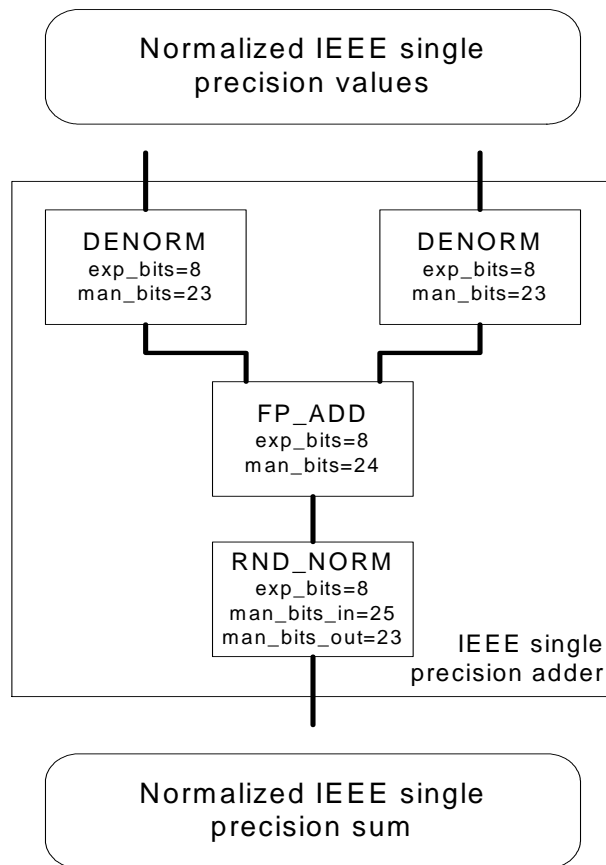 Normalized IEEE single
precision values
DENORM
exp_bits=8
man_bits=23
DENORM
exp_bits=8
man_bits=23
FP_ADD
exp_bits=8
man_bits=24
RND_NORM
exp_bits=8
man_bits_in=25
man_bits_out=23
IEEE single
precision adder
Normalized IEEE single
precision sum